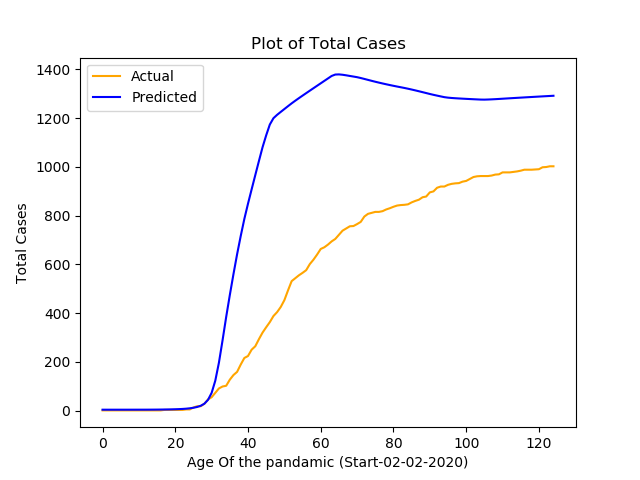 Plot of Total Cases
Actual
Predicted
1400
1200
1000
800
600
400
200
0
Total Cases
0 20 40 60 80 100 120
Age Of the pandamic (Start-02-02-2020)